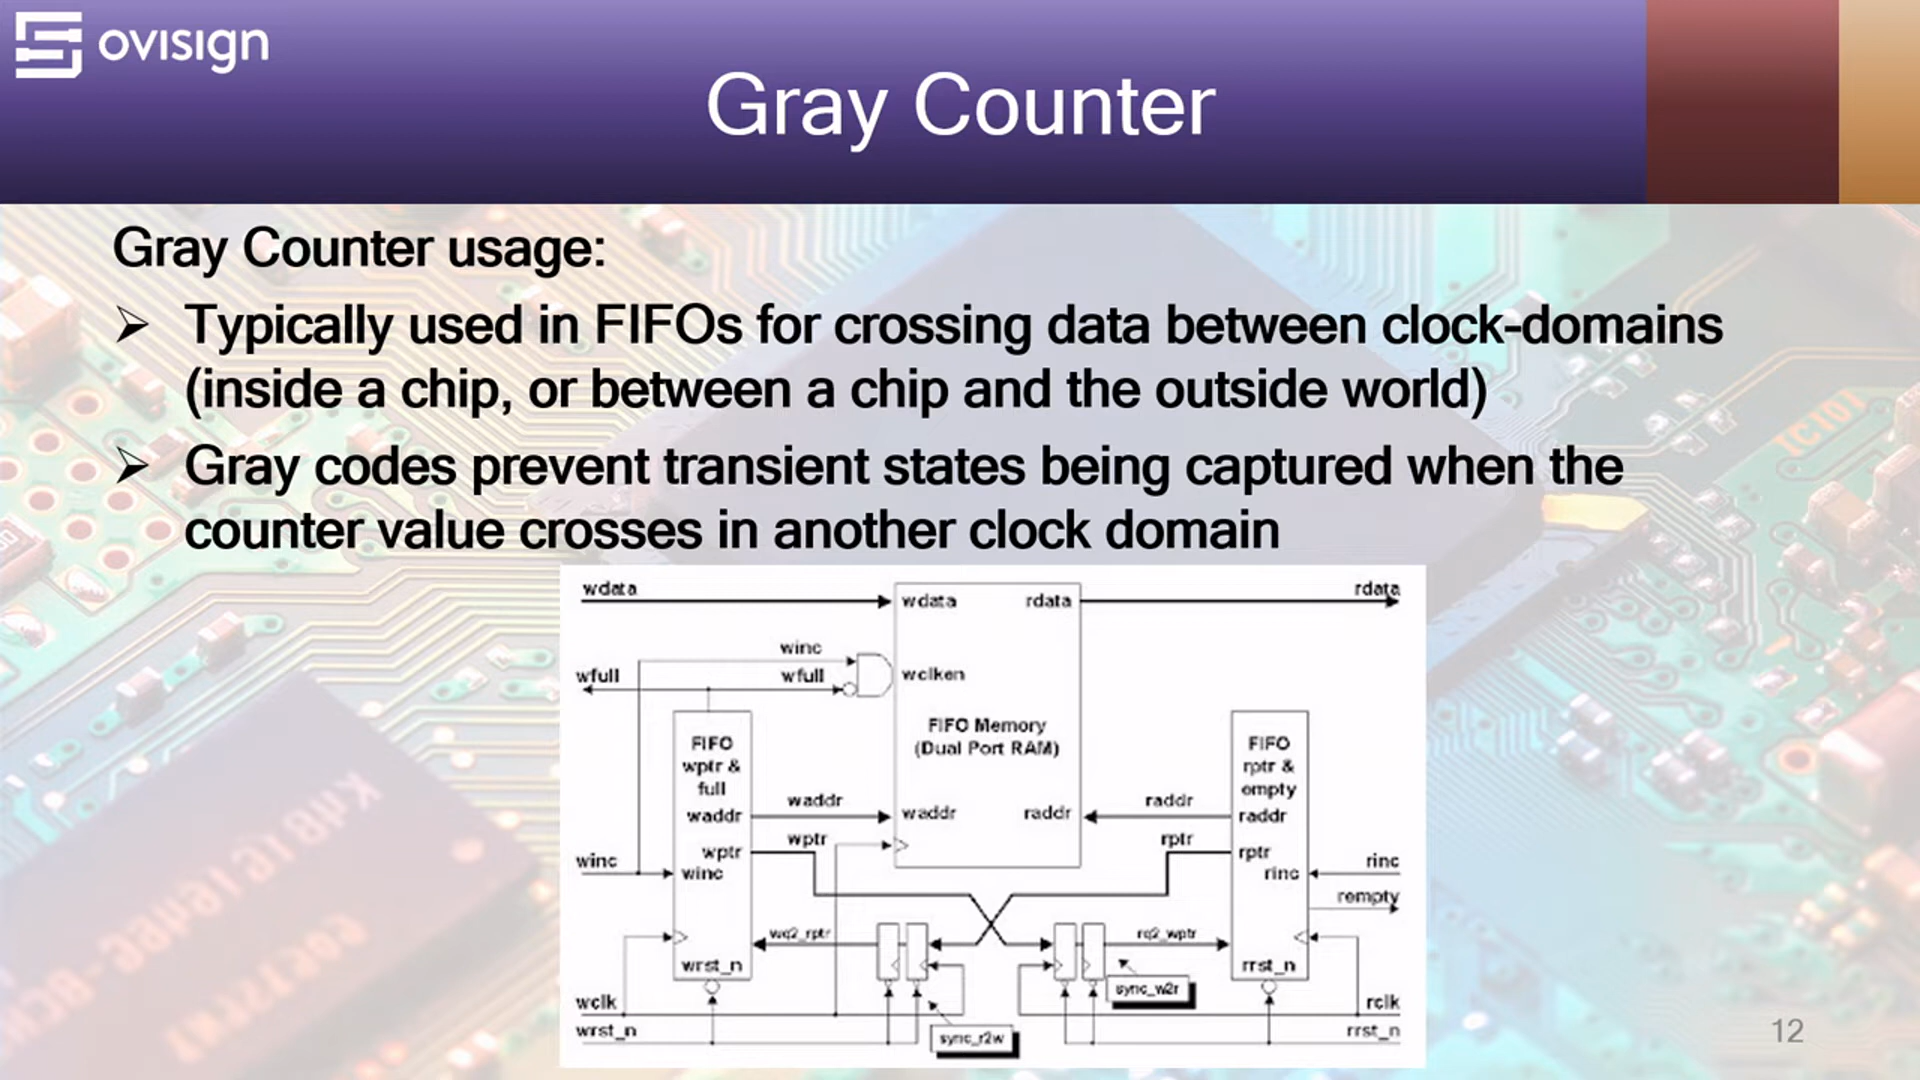 ovisign
Gray Counter
Gray Counter usage:
Typically used in FIFOs for crossing data between clock-domains
(inside a chip, or between a chip and the outside world)
Gray codes prevent transient states being captured when the
counter value crosses in another clock domain
wdata
wdata
rdata
rdata
winc
wfull
wfull
wclken
FIFO Memory
(Dual Port RAM)
FIFO
wptr &
full
FIFO
rptr &
empty
waddr
waddr
waddr
raddr
raddr
raddr
wptr
wptr
rptr
rptr
winc
winc
rinc
rinc
rempty
wq2_rptr
rq2_wptr
wrst_n
rrst_n
sync_w2r
wclk
rclk
wrst_n
sync_r2w
rrst_n
12